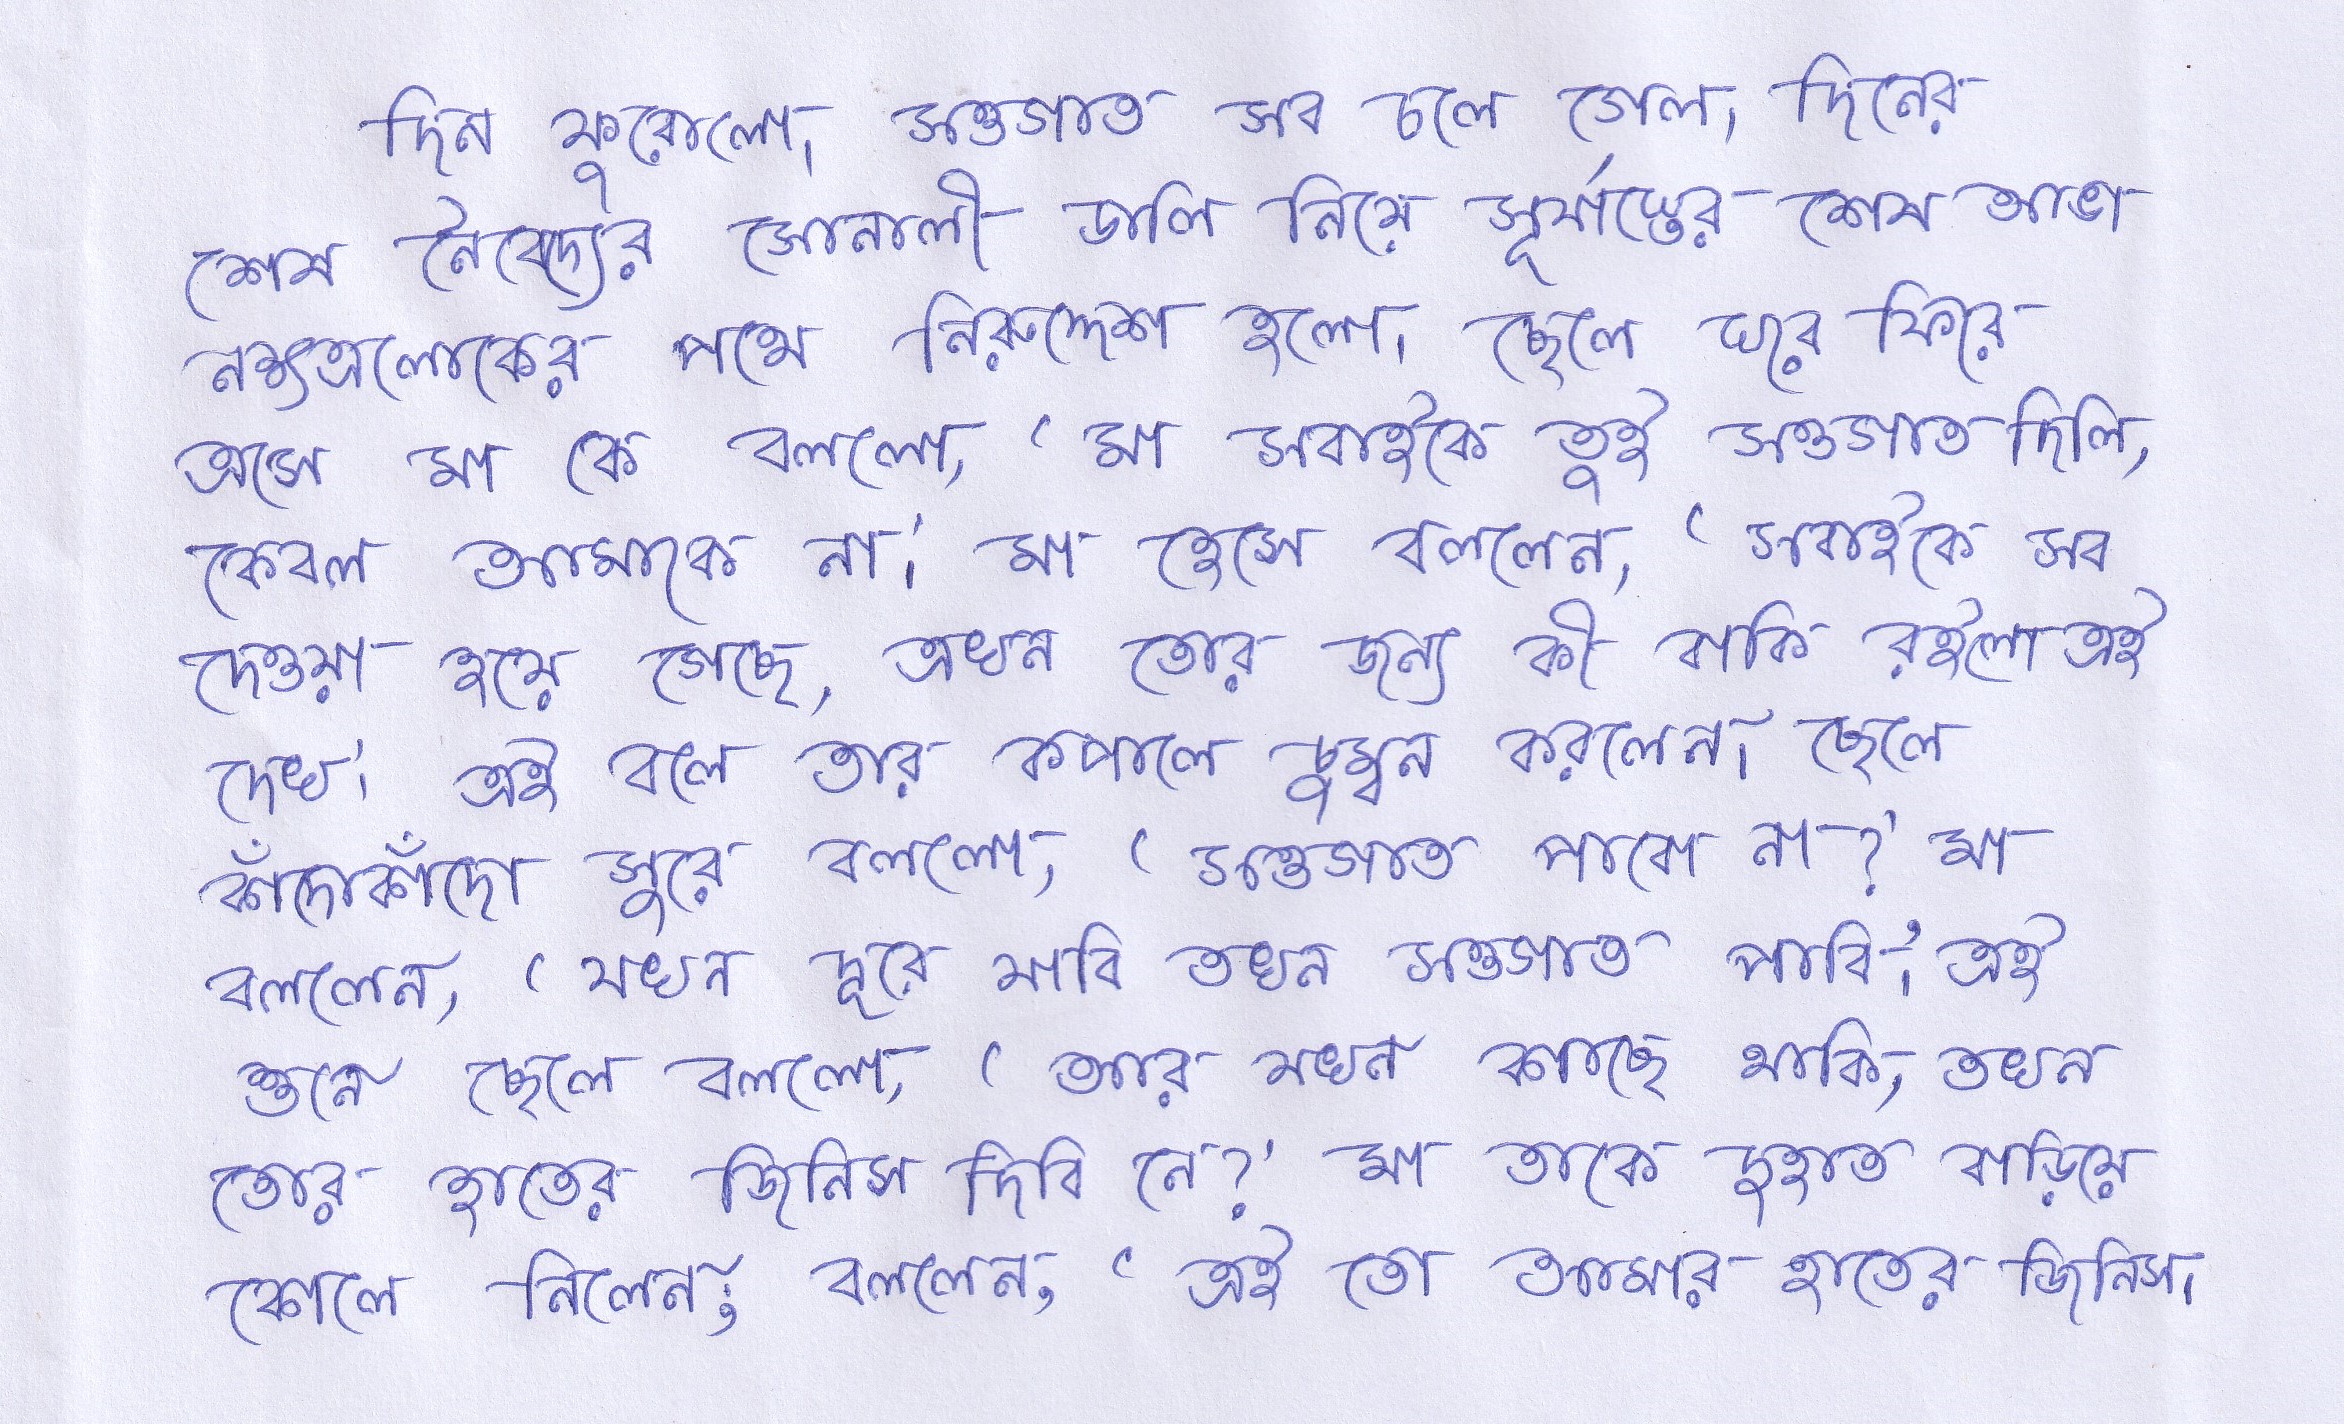 দিন ফুরোলো, সওগাত সব চলে গেল, দিনের
শেষ নৈবেদ্যের সোনালী ডালি নিয়ে সূর্যাস্তের শেষ আভা
নক্ষত্রলোকের পথে নিরুদ্দেশ হলো। ছেলে ঘরে ফিরে
এসে মা কে বললো, ‘মা সবাইকে তুই সওগাত দিলি,
কেবল আমাকে না।’ মা হেসে বললেন, ‘সবাইকে সব
দেওয়া হয়ে গেছে, এখন তোর জন্য কী বাকি রইলো এই
দেখ।’ এই বলে তার কপালে চুম্বন করলেন। ছেলে
কাঁদোকাঁদো সুরে বললো, ‘সওগাত পাবো না?’ মা
বললেন, ‘যখন দূরে যাবি তখন সওগাত পাবি।’ এই
শুনে ছেলে বললো, ‘আর যখন কাছে থাকি, তখন
তোর হাতের জিনিস দিবি নে?’ মা তাকে দুহাত বাড়িয়ে
কোলে নিলেন; বললেন, ‘এই তো আমার হাতের জিনিস।